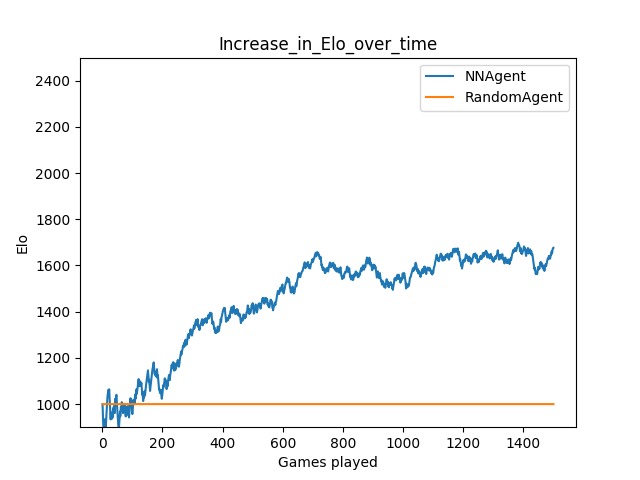 Increase_in_Elo_over_time
NNAgent
RandomAgent
2400
2200
2000
1800
1600
1400
1200
1000
Elo
0 200 400 600 800 1000 1200 1400
Games played